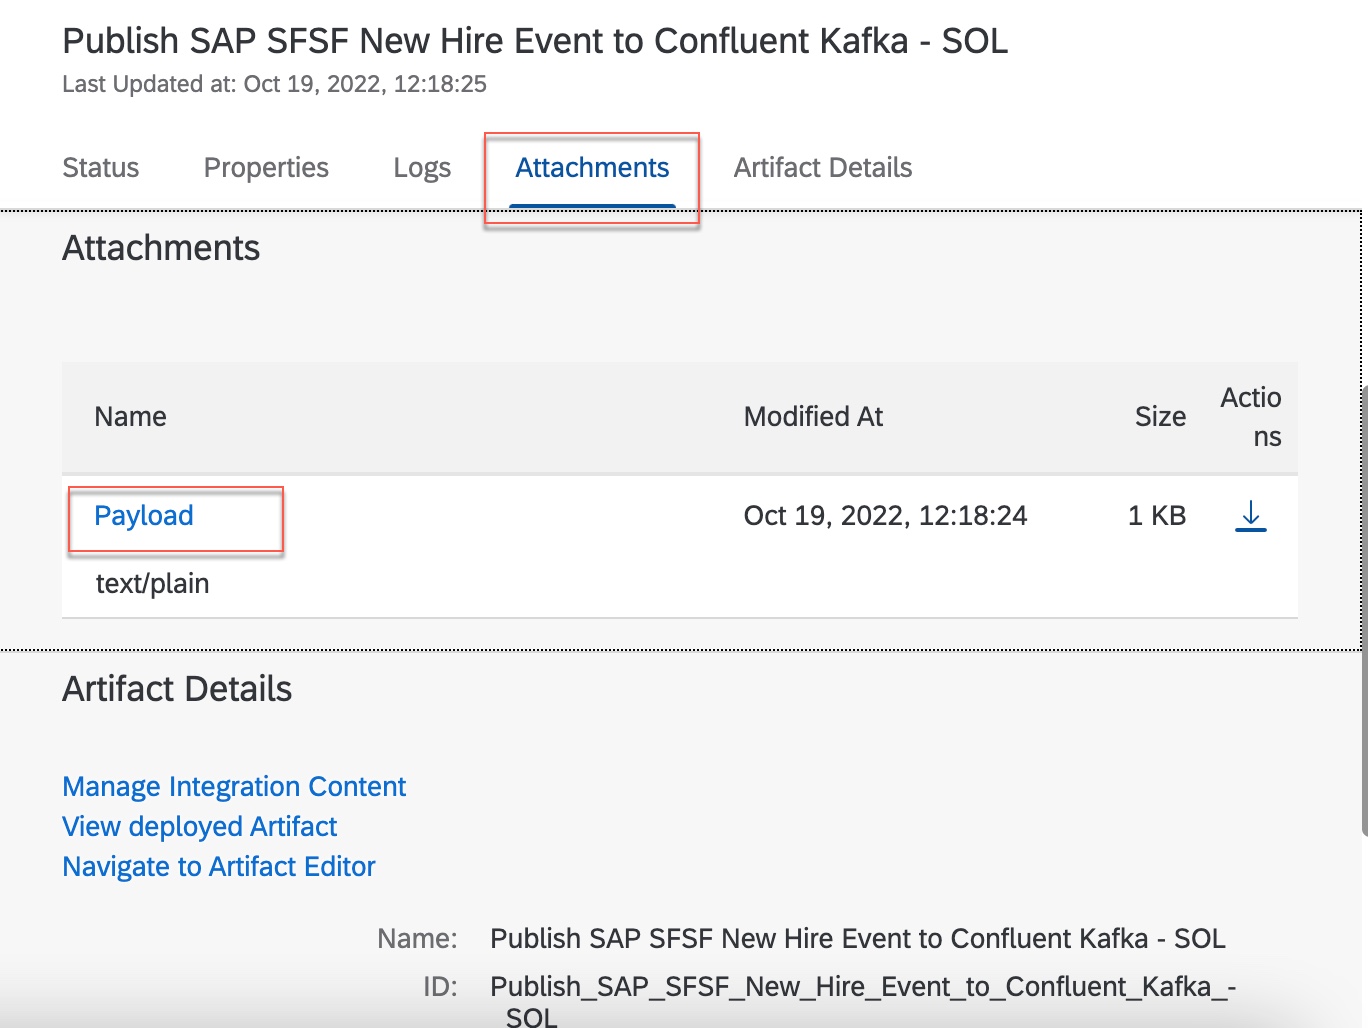 Publish SAP SFSF New Hire Event to Confluent Kafka - SOL
Last Updated at: Oct 19, 2022, 12:18:25
Status Properties Logs Attachments Artifact Details
Attachments
Name Modified At Size Actio
ns
Payload Oct 19, 2022, 12:18:24 1 KB
text/plain
Artifact Details
Manage Integration Content
View deployed Artifact
Navigate to Artifact Editor
Name: Publish SAP SFSF New Hire Event to Confluent Kafka - SOL
ID: Publish_SAP_SFSF_New_Hire_Event_to_Confluent_Kafka_-
SOL